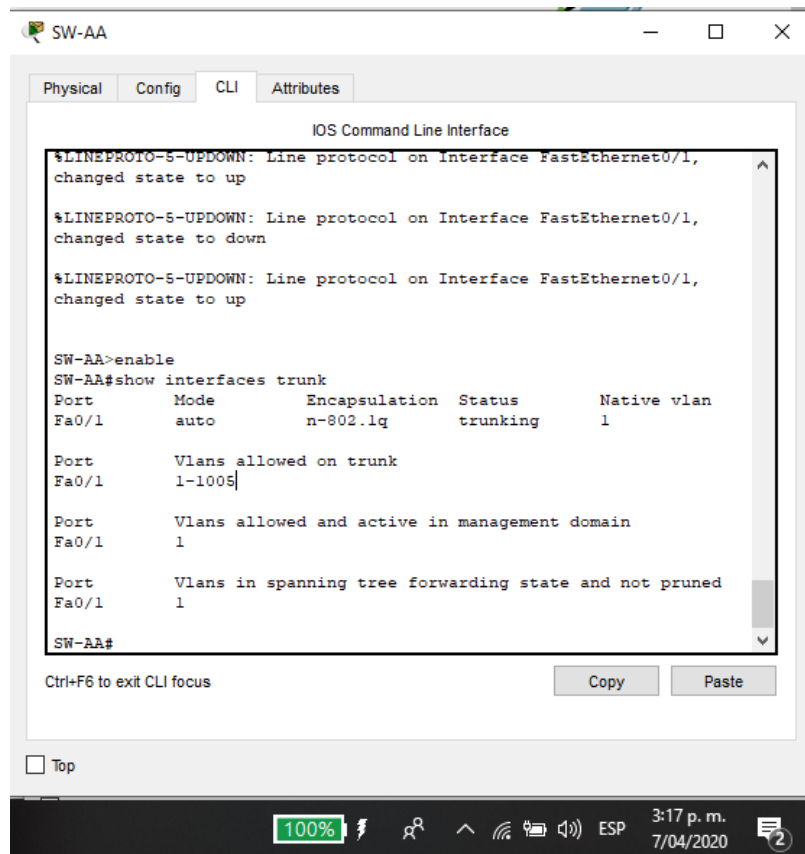 SW-AA
Physical Config CLI Attributes
IOS Command Line Interface
%LINEPROTO-5-UPDOWN: Line protocol on Interface FastEthernet0/1,
changed state to up
%LINEPROTO-5-UPDOWN: Line protocol on Interface FastEthernet0/1,
changed state to down
%LINEPROTO-5-UPDOWN: Line protocol on Interface FastEthernet0/1,
changed state to up
SW-AA>enable
SW-AA#show interfaces trunk
Port Mode Encapsulation Status Native vlan
Fa0/1 auto n-802.1q trunking 1
Port Vlans allowed on trunk
Fa0/1 1-1005
Port Vlans allowed and active in management domain
Fa0/1 1
Port Vlans in spanning tree forwarding state and not pruned
Fa0/1 1
SW-AA#
Ctrl+F6 to exit CLI focus Copy Paste
Top
100% ESP 3:17 p. m.
7/04/2020 2